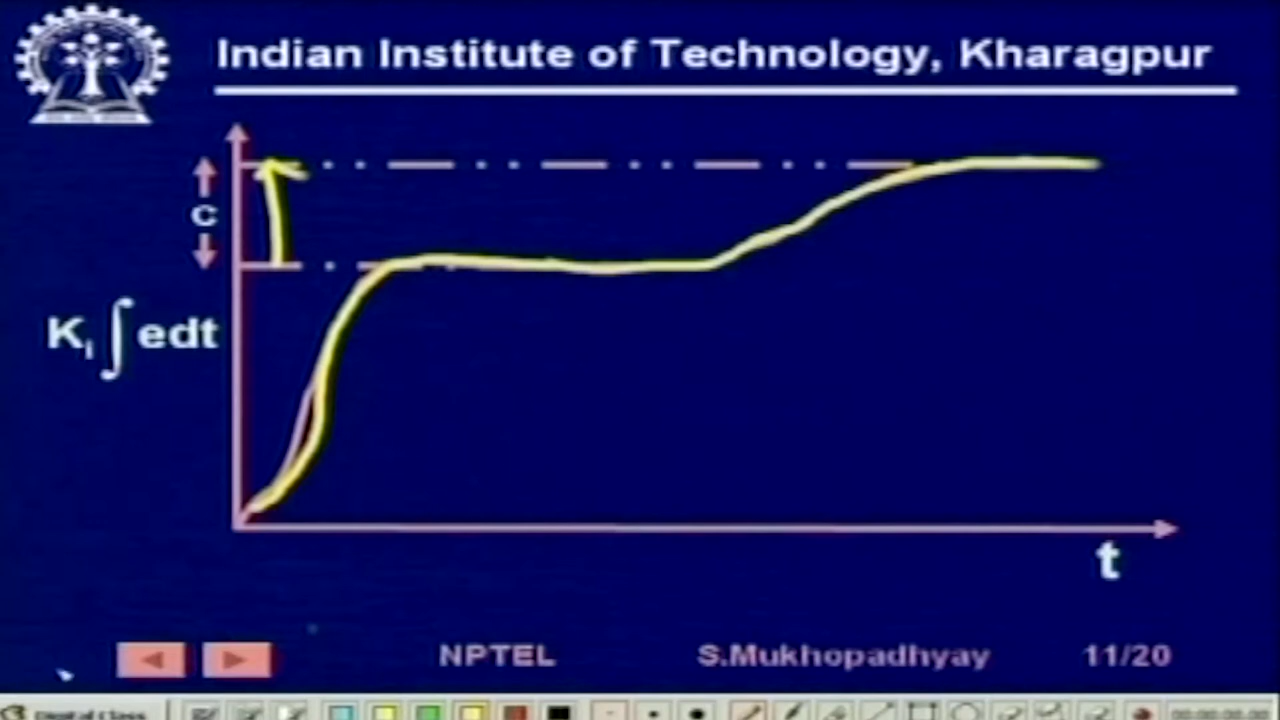 Indian Institute of Technology, Kharagpur
C
Ki∫edt
t
NPTEL S.Mukhopadhyay 11/20